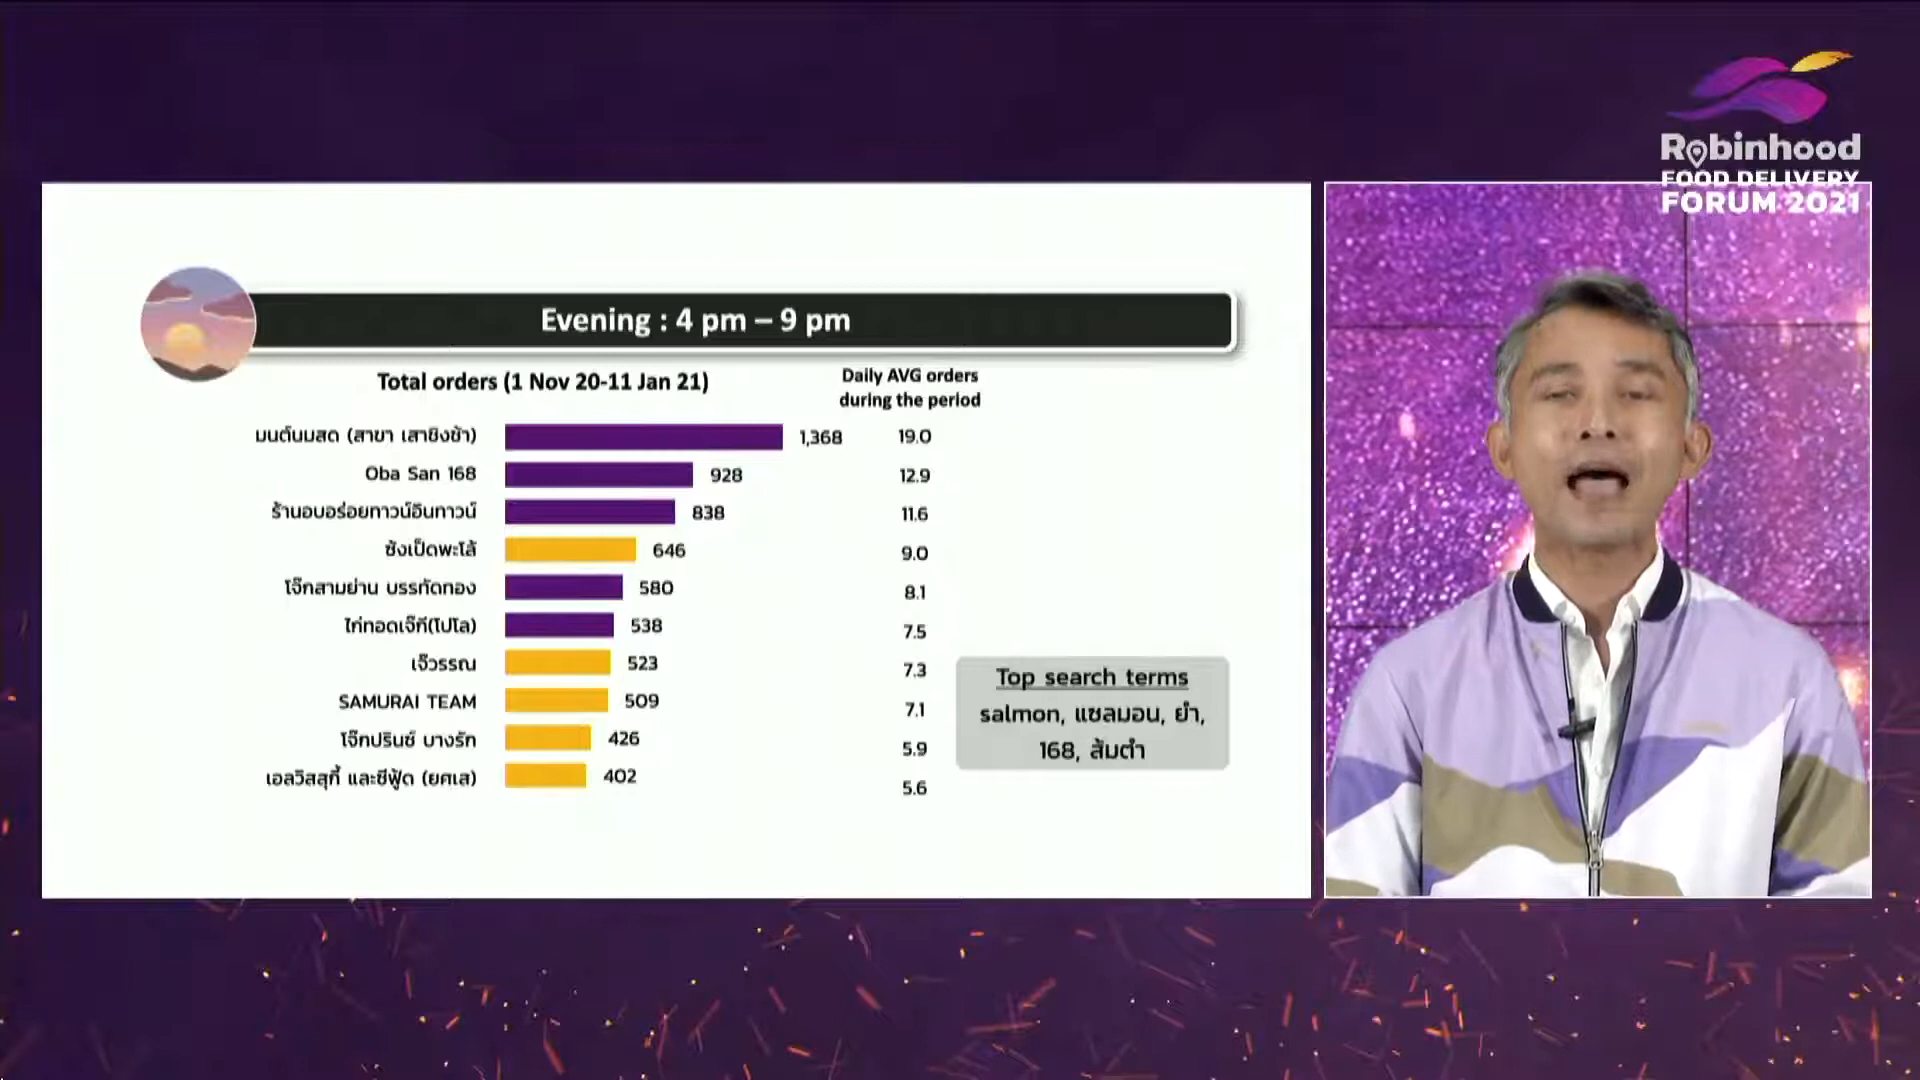 Robinhood
FOOD DELIVERY
FORUM 2021
Evening : 4 pm – 9 pm
Total orders (1 Nov 20-11 Jan 21)
Daily AVG orders
during the period
มนต์นมสด (สาขา เสาชิงช้า) 1,368 19.0
Oba San 168 928 12.9
ร้านอบอร่อยทาวน์อินทาวน์ 838 11.6
ซ้งเป็ดพะโล้ 646 9.0
โจ๊กสามย่าน บรรทัดทอง 580 8.1
ไก่ทอดเจ๊กี(โปโล) 538 7.5
เจ๊วรรณ 523 7.3
SAMURAI TEAM 509 7.1
โจ๊กปรินซ์ บางรัก 426 5.9
เอลวิสสุกี้ และซีฟู้ด (ยศเส) 402 5.6
Top search terms
salmon, แซลมอน, ยำ,
168, ส้มตำ